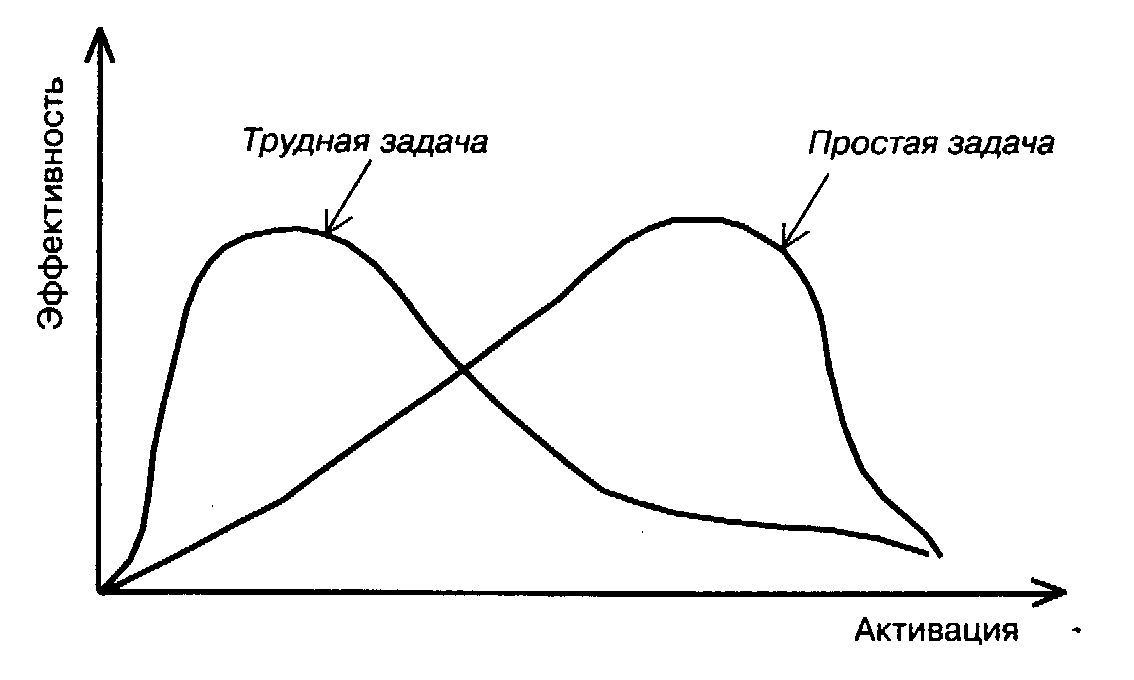 Эффективность
Трудная задача
Простая задача
Активация